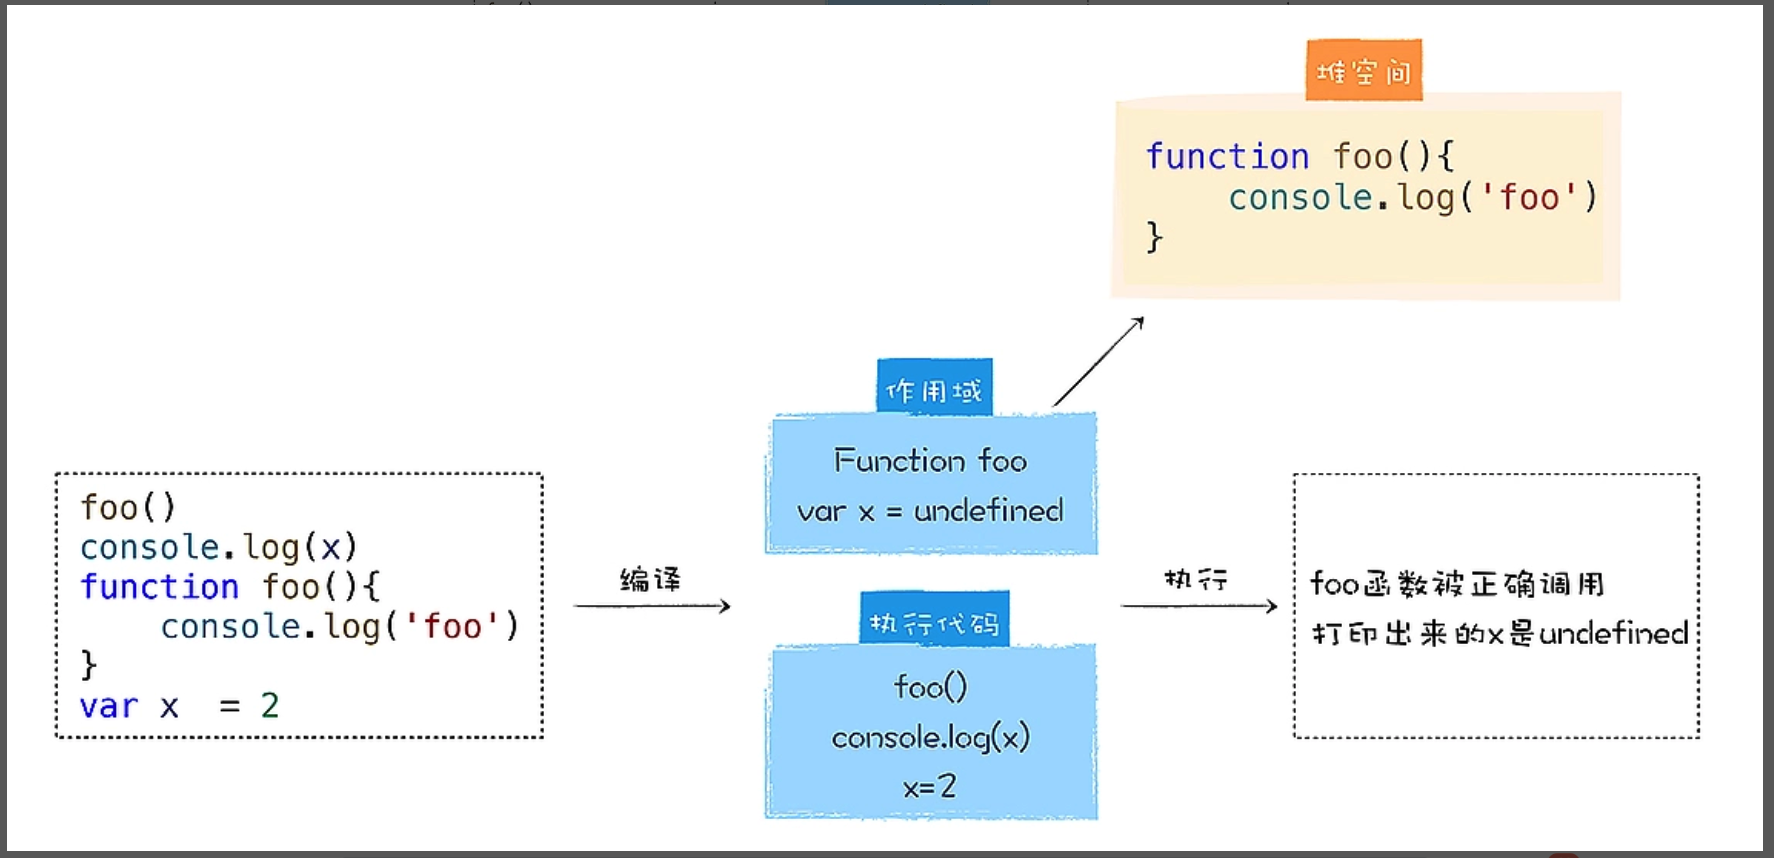 堆空间
function foo(){
    console.log('foo')
}
作用域
Function foo
var x = undefined
foo()
console.log(x)
function foo(){
    console.log('foo')
}
var x  = 2
编译
执行代码
foo()
console.log(x)
x=2
执行
foo函数被正确调用
打印出来的x是undefined